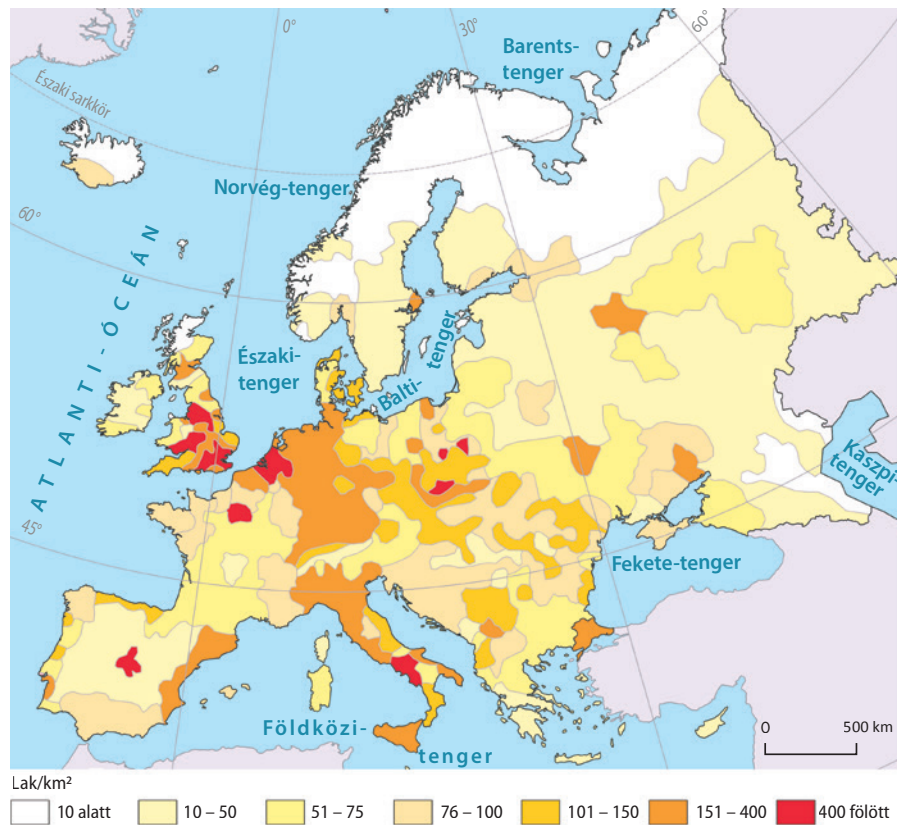 0°
30°
60°
Barents-
tenger
Északi sarkkör
Norvég-tenger
60°
ATLANTI-ÓCEÁN
Északi-
tenger
Balti-
tenger
Kaszpi-
tenger
45°
Fekete-tenger
Földközi-
tenger
0 500 km
Lak/km²
10 alatt 10 – 50 51 – 75 76 – 100 101 – 150 151 – 400 400 fölött